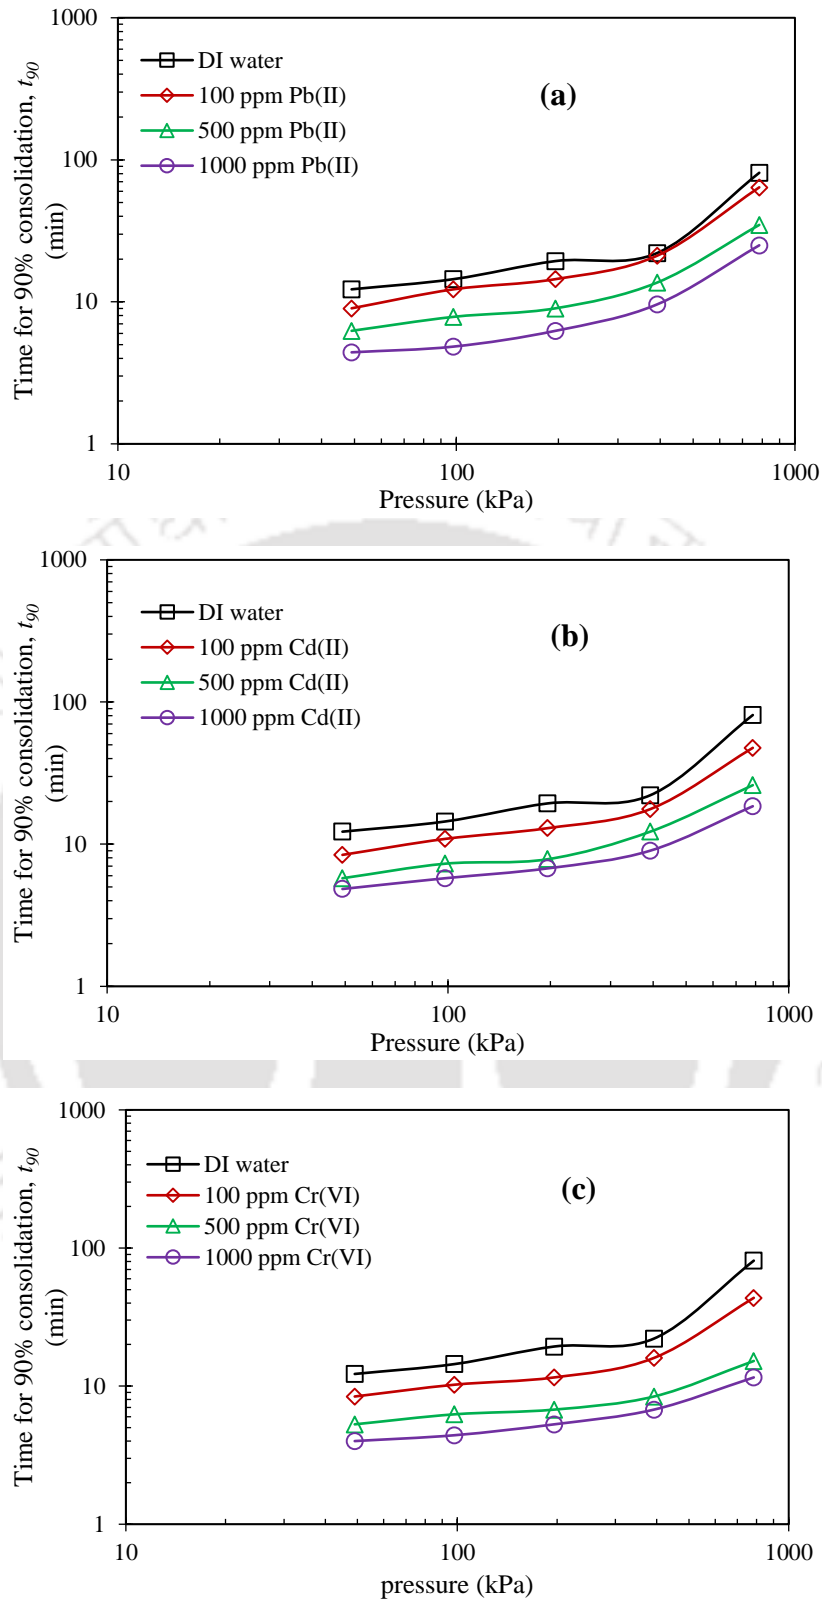 1000
DI water
100 ppm Pb(II)
500 ppm Pb(II)
1000 ppm Pb(II)
(a)
100
10
1
Time for 90% consolidation, t90
(min)
10
100
1000
Pressure (kPa)
1000
DI water
100 ppm Cd(II)
500 ppm Cd(II)
1000 ppm Cd(II)
(b)
100
10
1
Time for 90% consolidation, t90
(min)
10
100
1000
Pressure (kPa)
1000
DI water
100 ppm Cr(VI)
500 ppm Cr(VI)
1000 ppm Cr(VI)
(c)
100
10
1
Time for 90% consolidation, t90
(min)
10
100
1000
pressure (kPa)